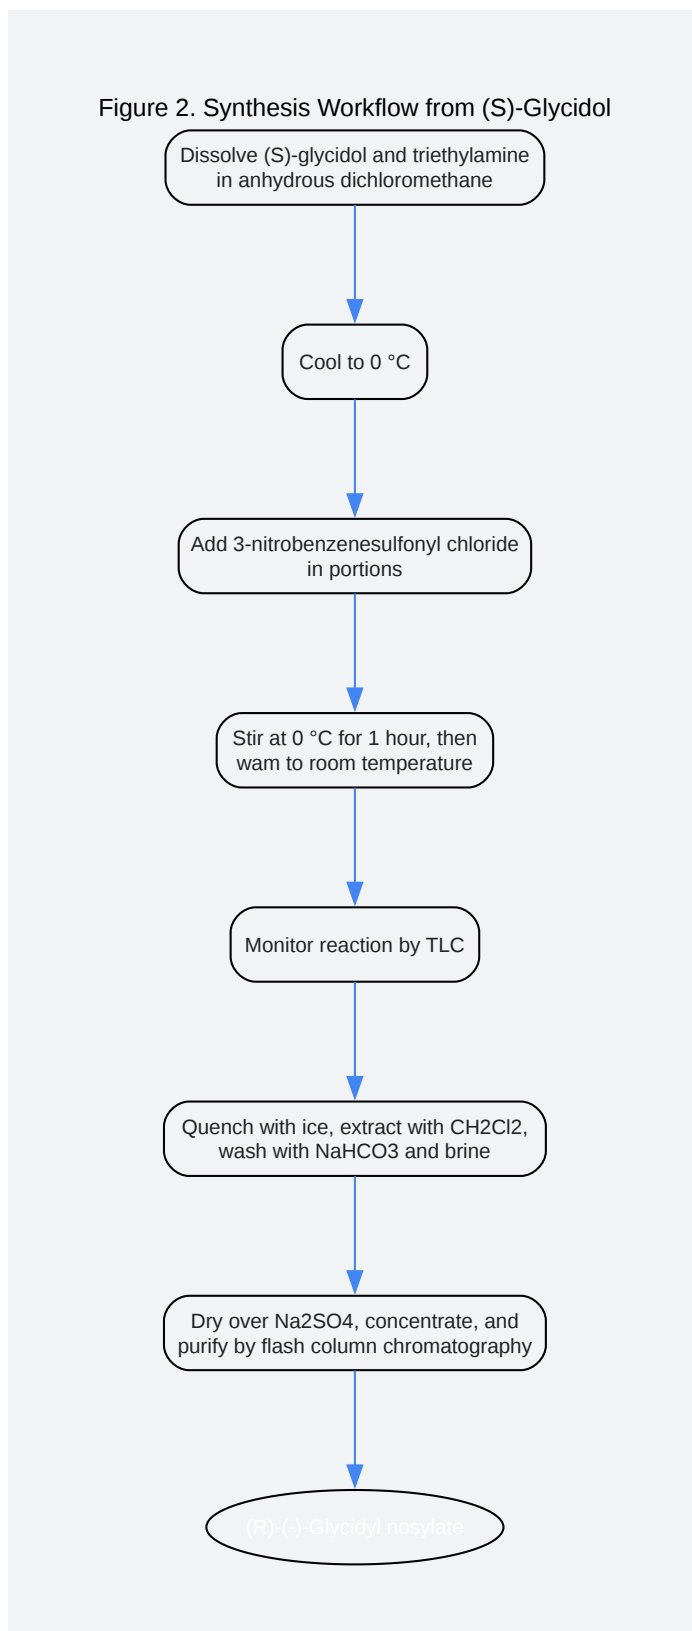 Figure 2. Synthesis Workflow from (S)-Glycidol
Dissolve (S)-glycidol and triethylamine
in anhydrous dichloromethane
Cool to 0 °C
Add 3-nitrobenzenesulfonyl chloride
in portions
Stir at 0 °C for 1 hour, then
wam to room temperature
Monitor reaction by TLC
Quench with ice, extract with CH2Cl2,
wash with NaHCO3 and brine
Dry over Na2SO4, concentrate, and
purify by flash column chromatography
(R)-(-)-Glycidyl nosylate